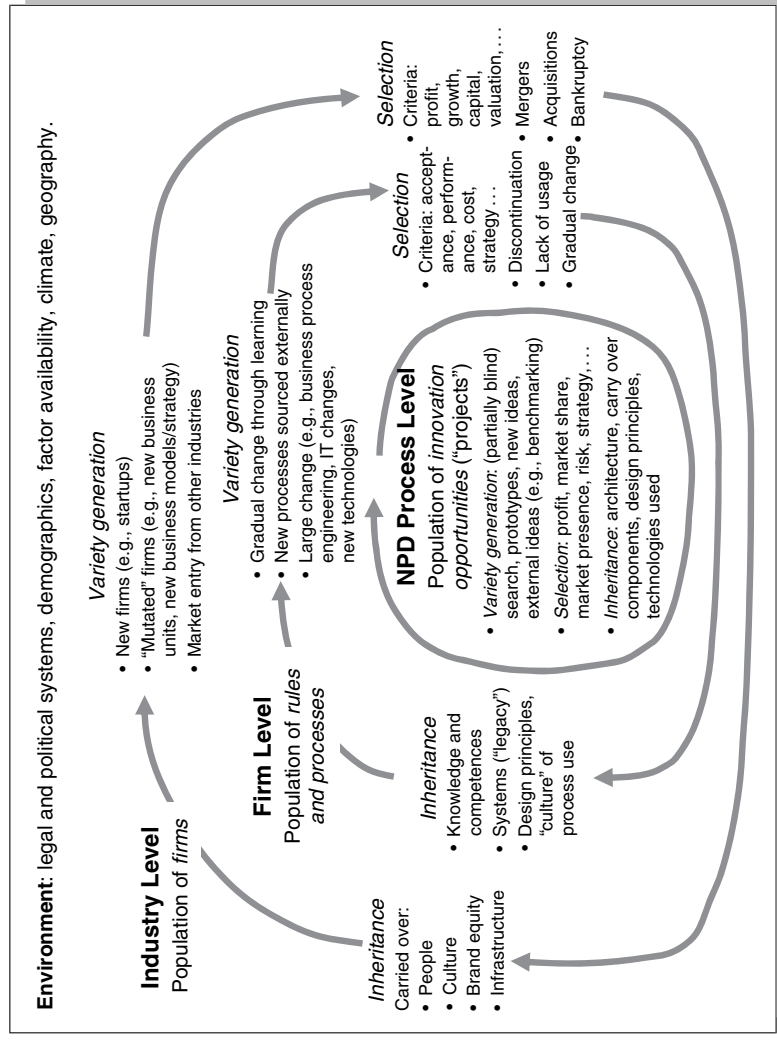 Environment: legal and political systems, demographics, factor availability, climate, geography.
Industry Level
Population of firms
Variety generation
• New firms (e.g., startups)
• “Mutated” firms (e.g., new business
units, new business models/strategy)
• Market entry from other industries
Firm Level
Population of rules
and processes
Variety generation
• Gradual change through learning
• New processes sourced externally
• Large change (e.g., business process
engineering, IT changes,
new technologies)
Inheritance
Carried over:
• People
• Culture
• Brand equity
• Infrastructure
Inheritance
• Knowledge and
competences
• Systems (“legacy”)
• Design principles,
“culture” of
process use
NPD Process Level
Population of innovation
opportunities (“projects”)
• Variety generation: (partially blind)
search, prototypes, new ideas,
external ideas (e.g., benchmarking)
• Selection: profit, market share,
market presence, risk, strategy,…
• Inheritance: architecture, carry over
components, design principles,
technologies used
Selection
• Criteria: accept-
ance, perform-
ance, cost,
strategy…
• Discontinuation
• Lack of usage
• Gradual change
Selection
• Criteria:
profit,
growth,
capital,
valuation,…
• Mergers
• Acquisitions
• Bankruptcy